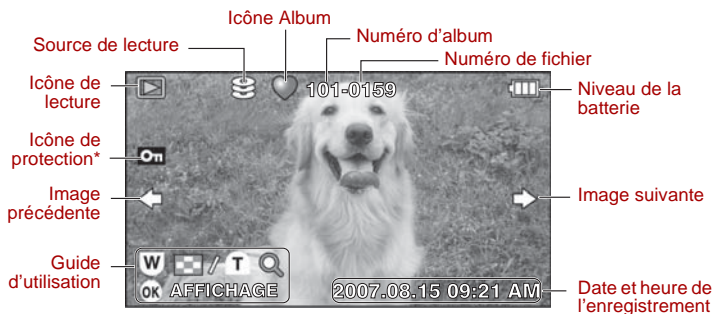 Icône Album
Source de lecture
Numéro d’album
Numéro de fichier
Icône de
lecture
101-0159
Niveau de la
batterie
Icône de
protection*
Image
précédente
Image suivante
Guide
d’utilisation
W / T
OK AFFICHAGE
2007.08.15 09:21 AM
Date et heure de
l’enregistrement